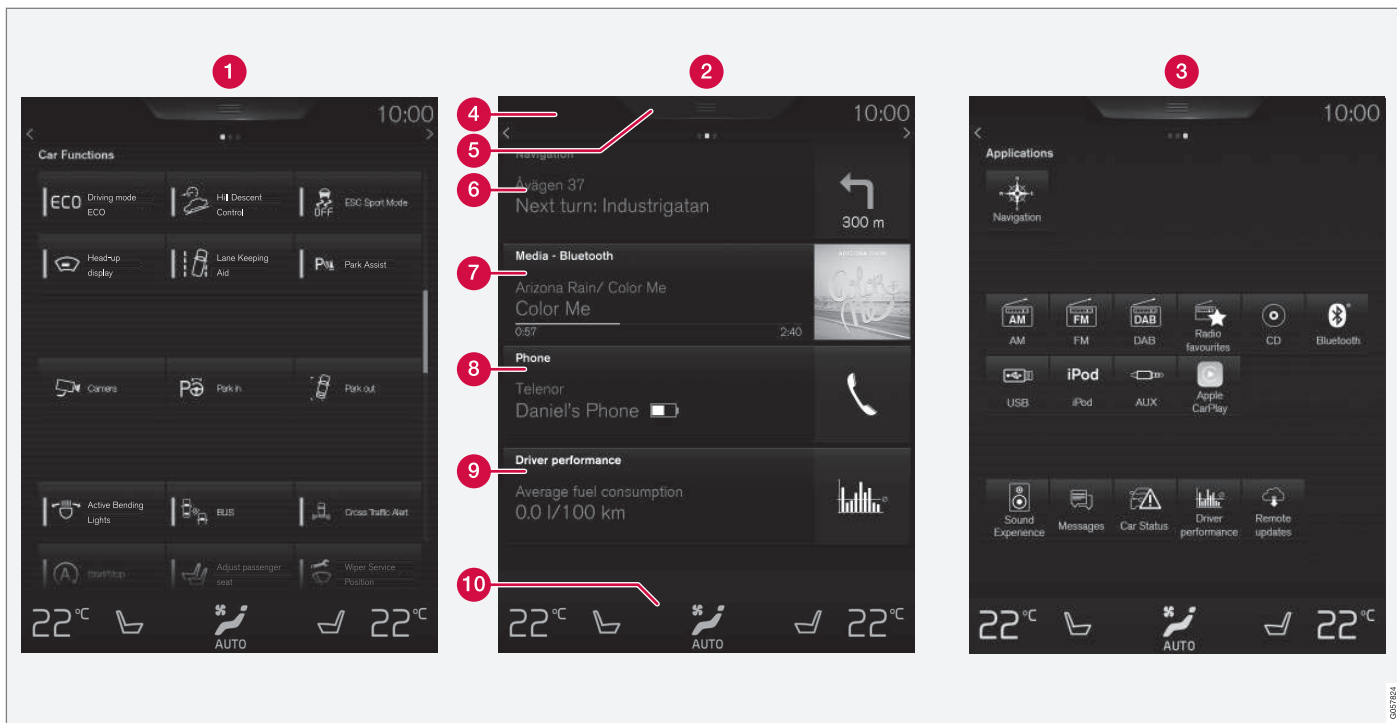 1
2
3
10:00
Car Functions
ECO Driving mode
ECO
Hill Descent
Control
OFF
ESC Sport Mode
Head-up
display
Lane Keeping
Aid
Park Assist
Camera
Park in
Park out
Active Bending
Lights
BLIS
Cross Traffic Alert
A Start/Stop
Adjust passenger
seat
Wiper Service
Position
22°C
AUTO
22°C
4
5
6
7
8
9
10
10:00
Navigation
Åvägen 37
Next turn: Industrigatan
300 m
Media - Bluetooth
Arizona Rain/ Color Me
Color Me
0:57
2:40
ARIZONA RAIN
Color Me
Phone
Telenor
Daniel's Phone
Driver performance
Average fuel consumption
0.0 l/100 km
22°C
AUTO
22°C
10:00
Applications
Navigation
AM
AM
FM
FM
DAB
DAB
Radio
favourites
CD
Bluetooth
USB
iPod
iPod
AUX
Apple
CarPlay
Sound
Experience
Messages
Car Status
Driver
performance
Remote
updates
22°C
AUTO
22°C
G057824